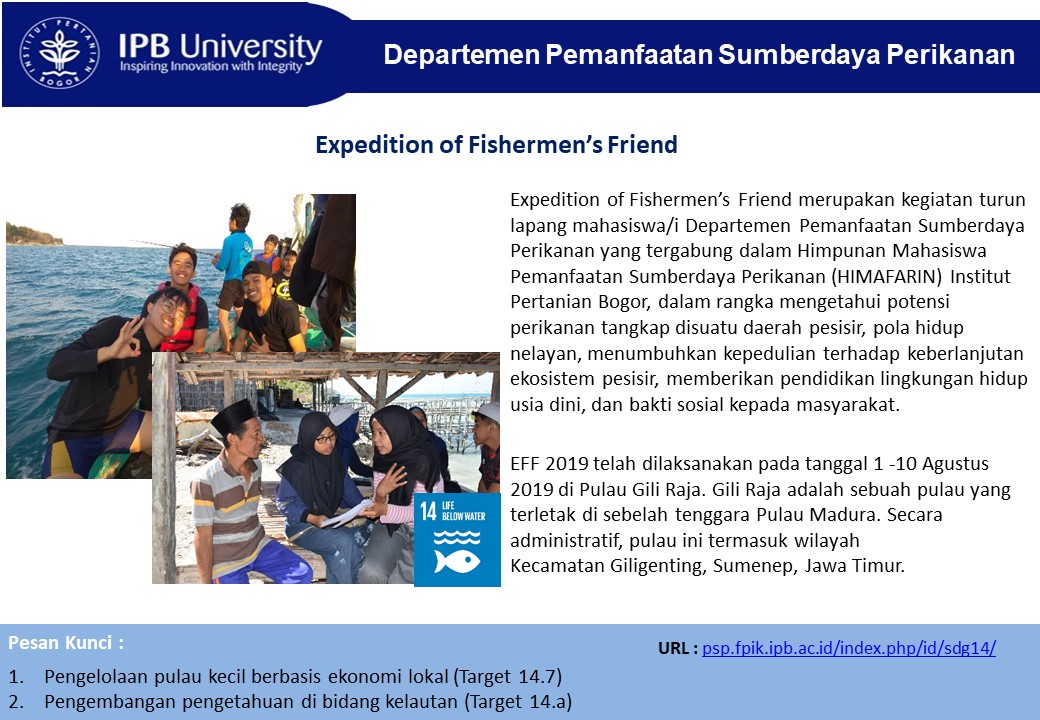 INSTITUT PERTANIAN
BOGOR
IPB University
Inspiring Innovation with Integrity
Departemen Pemanfaatan Sumberdaya Perikanan
Expedition of Fishermen’s Friend
Expedition of Fishermen’s Friend merupakan kegiatan turun
lapang mahasiswa/i Departemen Pemanfaatan Sumberdaya
Perikanan yang tergabung dalam Himpunan Mahasiswa
Pemanfaatan Sumberdaya Perikanan (HIMAFARIN) Institut
Pertanian Bogor, dalam rangka mengetahui potensi
perikanan tangkap disuatu daerah pesisir, pola hidup
nelayan, menumbuhkan kepedulian terhadap keberlanjutan
ekosistem pesisir, memberikan pendidikan lingkungan hidup
usia dini, dan bakti sosial kepada masyarakat.
EFF 2019 telah dilaksanakan pada tanggal 1 -10 Agustus
2019 di Pulau Gili Raja. Gili Raja adalah sebuah pulau yang
terletak di sebelah tenggara Pulau Madura. Secara
administratif, pulau ini termasuk wilayah
Kecamatan Giligenting, Sumenep, Jawa Timur.
14 LIFE
BELOW WATER
Pesan Kunci :
1. Pengelolaan pulau kecil berbasis ekonomi lokal (Target 14.7)
2. Pengembangan pengetahuan di bidang kelautan (Target 14.a)
URL : psp.fpik.ipb.ac.id/index.php/id/sdg14/